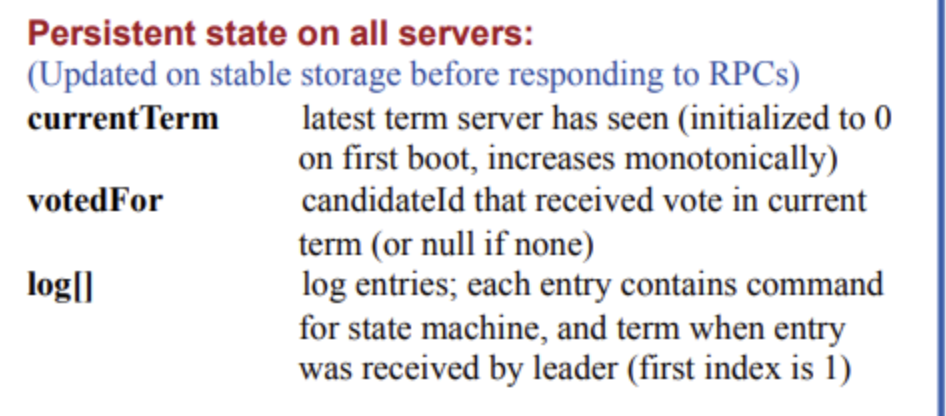 Persistent state on all servers:
(Updated on stable storage before responding to RPCs)
currentTerm latest term server has seen (initialized to 0
on first boot, increases monotonically)
votedFor candidateId that received vote in current
term (or null if none)
log[] log entries; each entry contains command
for state machine, and term when entry
was received by leader (first index is 1)